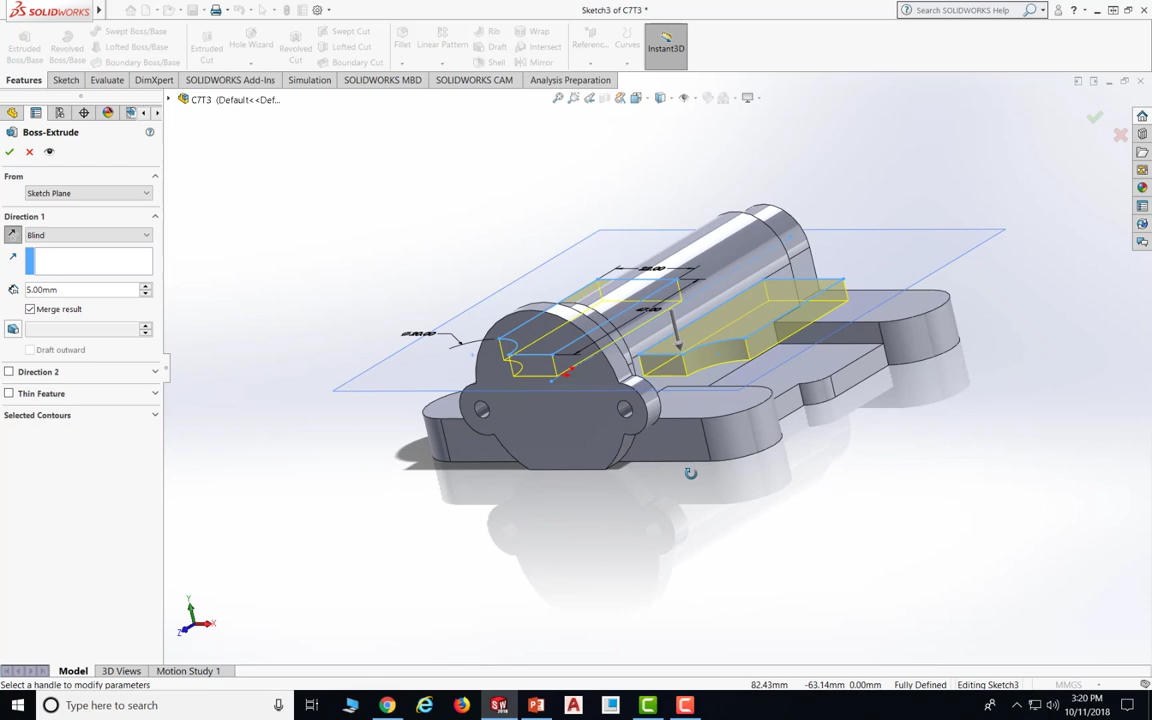 SOLIDWORKS
Sketch3 of C7T3 *
Search SOLIDWORKS Help
Extruded Boss/Base
Revolved Boss/Base
Swept Boss/Base
Lofted Boss/Base
Boundary Boss/Base
Extruded Cut
Hole Wizard
Revolved Cut
Swept Cut
Lofted Cut
Boundary Cut
Fillet
Linear Pattern
Rib
Draft
Shell
Wrap
Intersect
Mirror
Referenc...
Curves
Instant3D
Features
Sketch
Evaluate
DimXpert
SOLIDWORKS Add-Ins
Simulation
SOLIDWORKS MBD
SOLIDWORKS CAM
Analysis Preparation
C7T3 (Default<<Def...
Boss-Extrude
From
Sketch Plane
Direction 1
Blind
5.00mm
Merge result
Draft outward
Direction 2
Thin Feature
Selected Contours
Y
X
Z
Model
3D Views
Motion Study 1
Select a handle to modify parameters
82.43mm
-63.14mm
0.00mm
Fully Defined
Editing Sketch3
MMGS
Type here to search
3:20 PM
10/11/2018